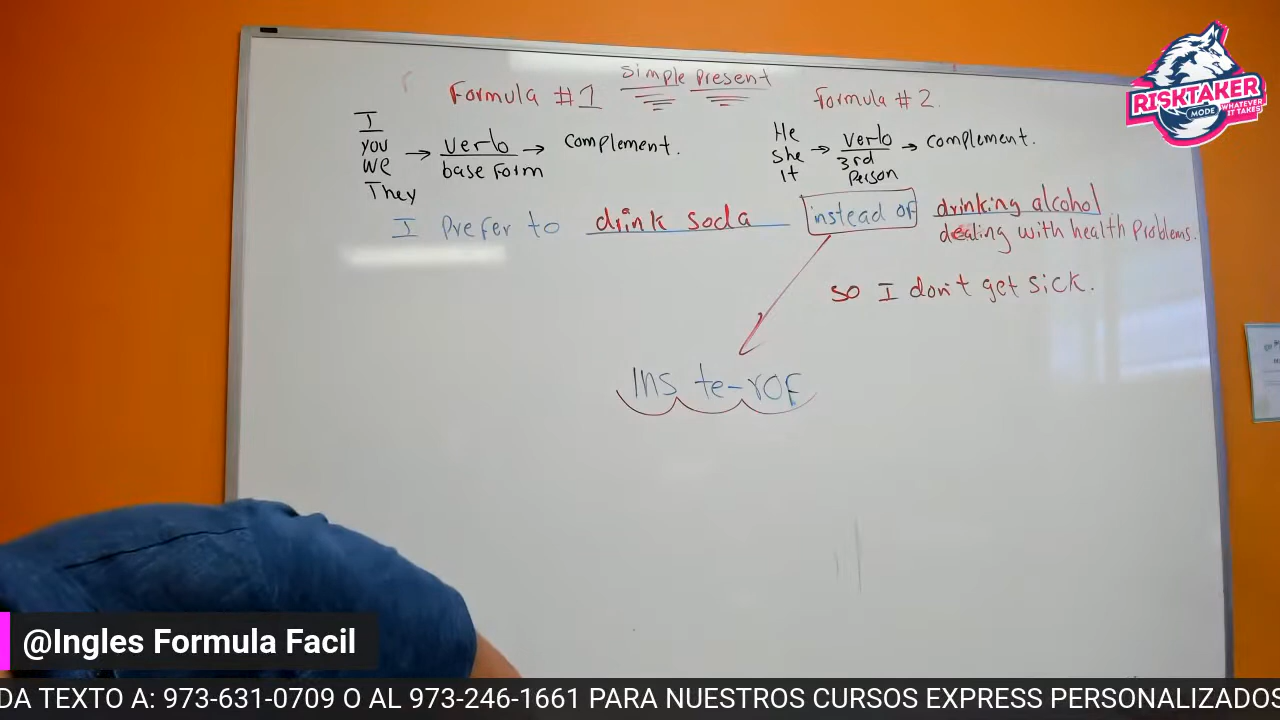 simple present
Formula #1
Formula # 2.
I
you
we
They
→ verb → complement.
base Form
He
she
it
→ verb → complement.
3rd
Person
I prefer to drink soda instead of drinking alcohol
dealing with health problems.
so I don't get sick.
Ins te-rOF
RISKTAKER
MODE
WHATEVER
IT TAKES
@Ingles Formula Facil
DA TEXTO A: 973-631-0709 O AL 973-246-1661 PARA NUESTROS CURSOS EXPRESS PERSONALIZADOS